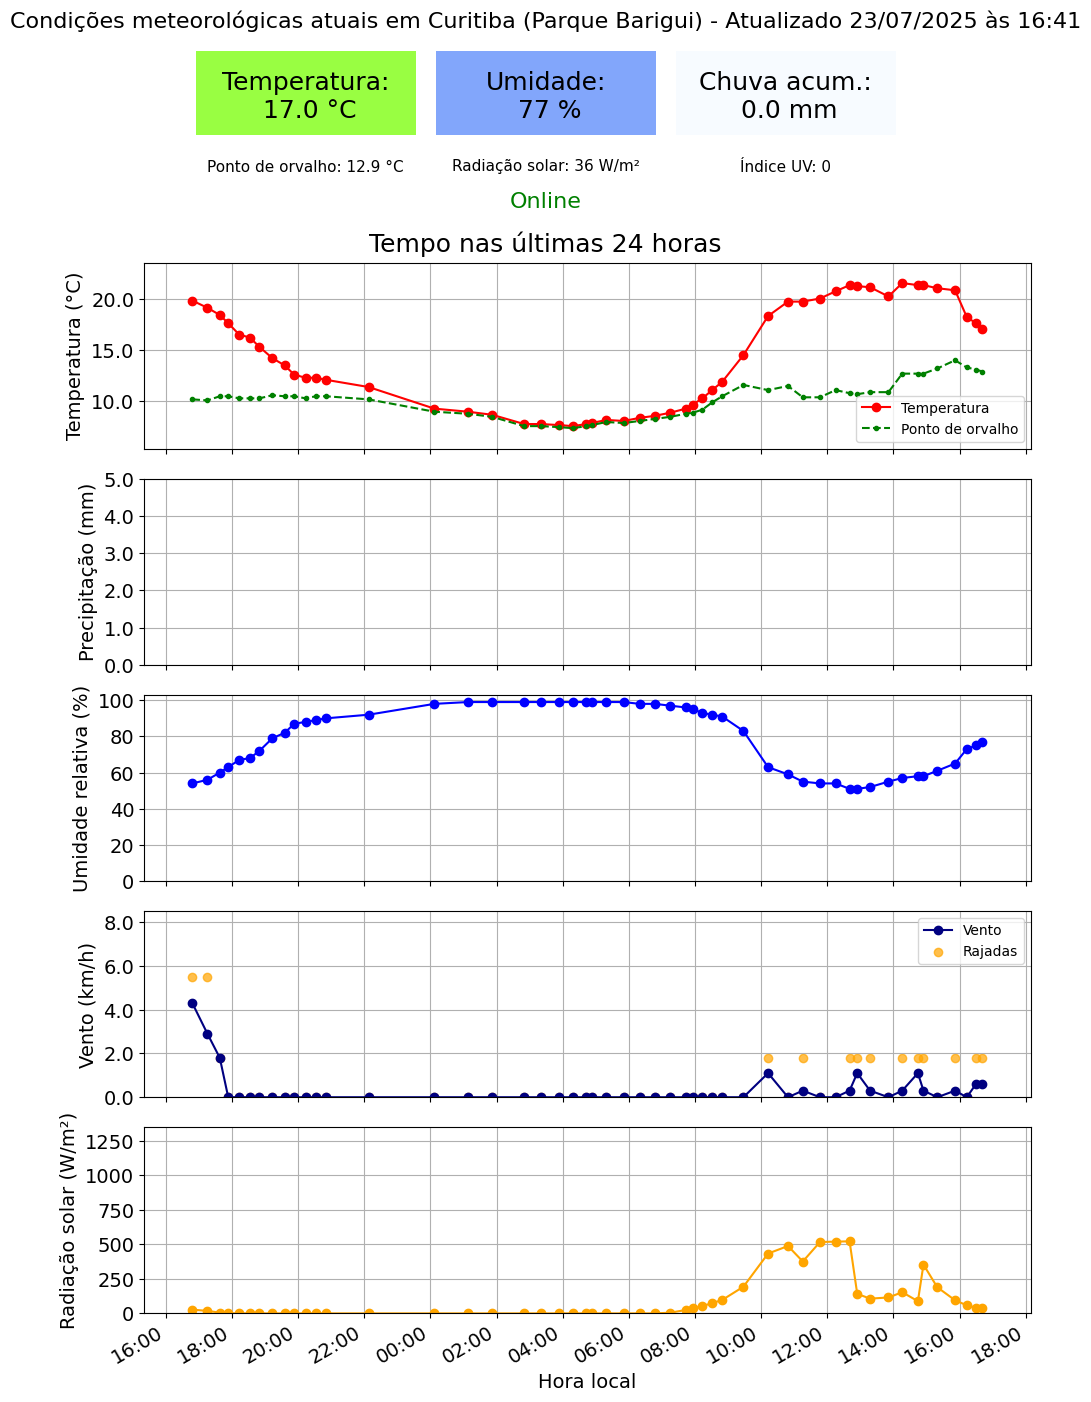 Condições meteorológicas atuais em Curitiba (Parque Barigui) - Atualizado 23/07/2025 às 16:41
Temperatura:
17.0 °C
Umidade:
77 %
Chuva acum.:
0.0 mm
Ponto de orvalho: 12.9 °C
Radiação solar: 36 W/m²
Índice UV: 0
Online
Tempo nas últimas 24 horas
Temperatura (°C)
20.0
15.0
10.0
Temperatura
Ponto de orvalho
Precipitação (mm)
5.0
4.0
3.0
2.0
1.0
0.0
Umidade relativa (%)
100
80
60
40
20
0
Vento (km/h)
8.0
6.0
4.0
2.0
0.0
Vento
Rajadas
Radiação solar (W/m²)
1250
1000
750
500
250
0
16:00
18:00
20:00
22:00
00:00
02:00
04:00
06:00
08:00
10:00
12:00
14:00
16:00
18:00
Hora local